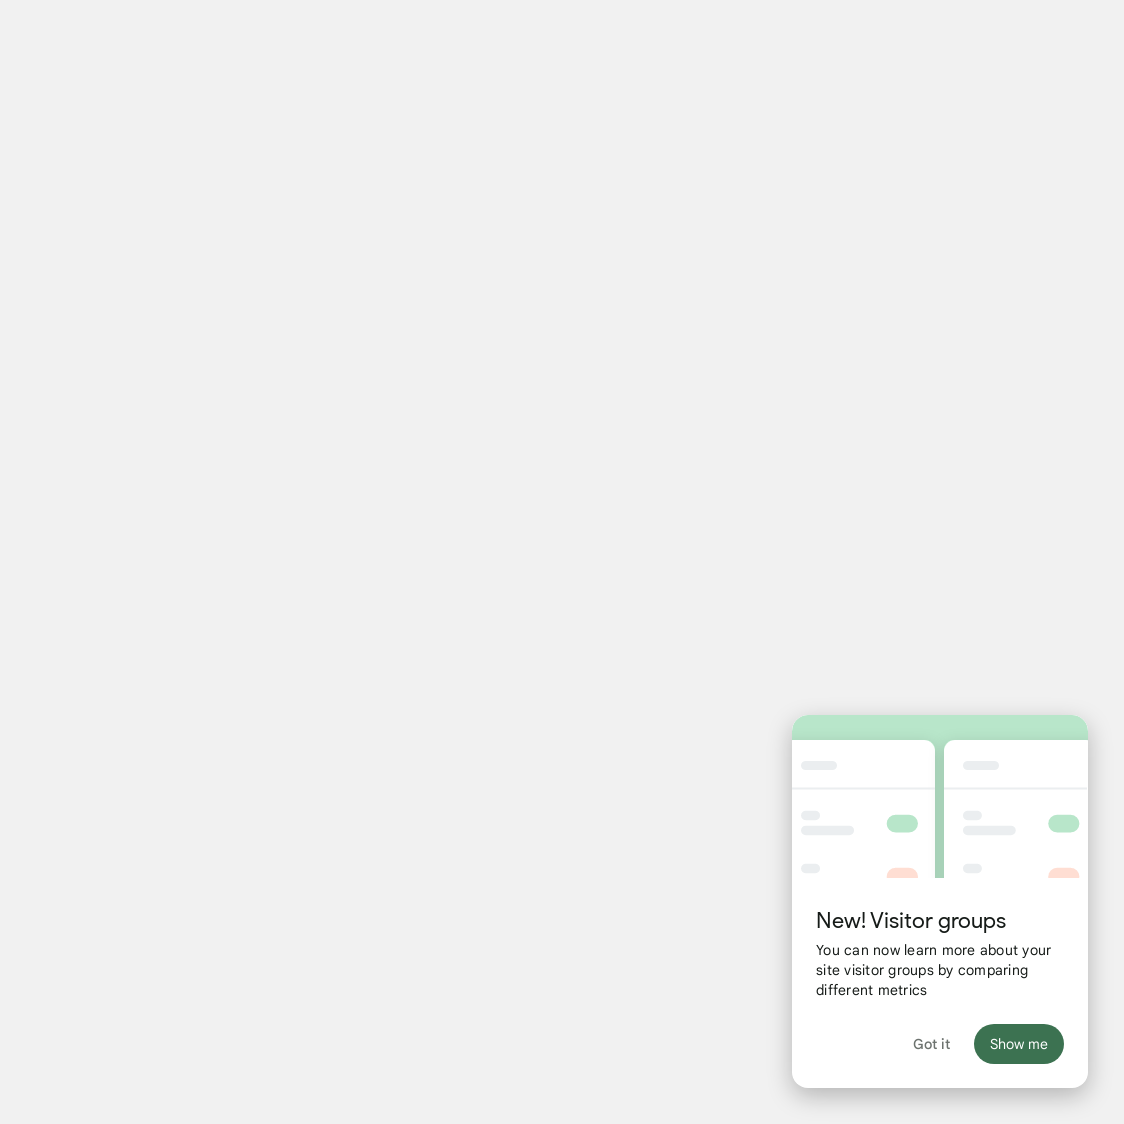 New! Visitor groups
You can now learn more about your
site visitor groups by comparing
different metrics
Got it
Show me